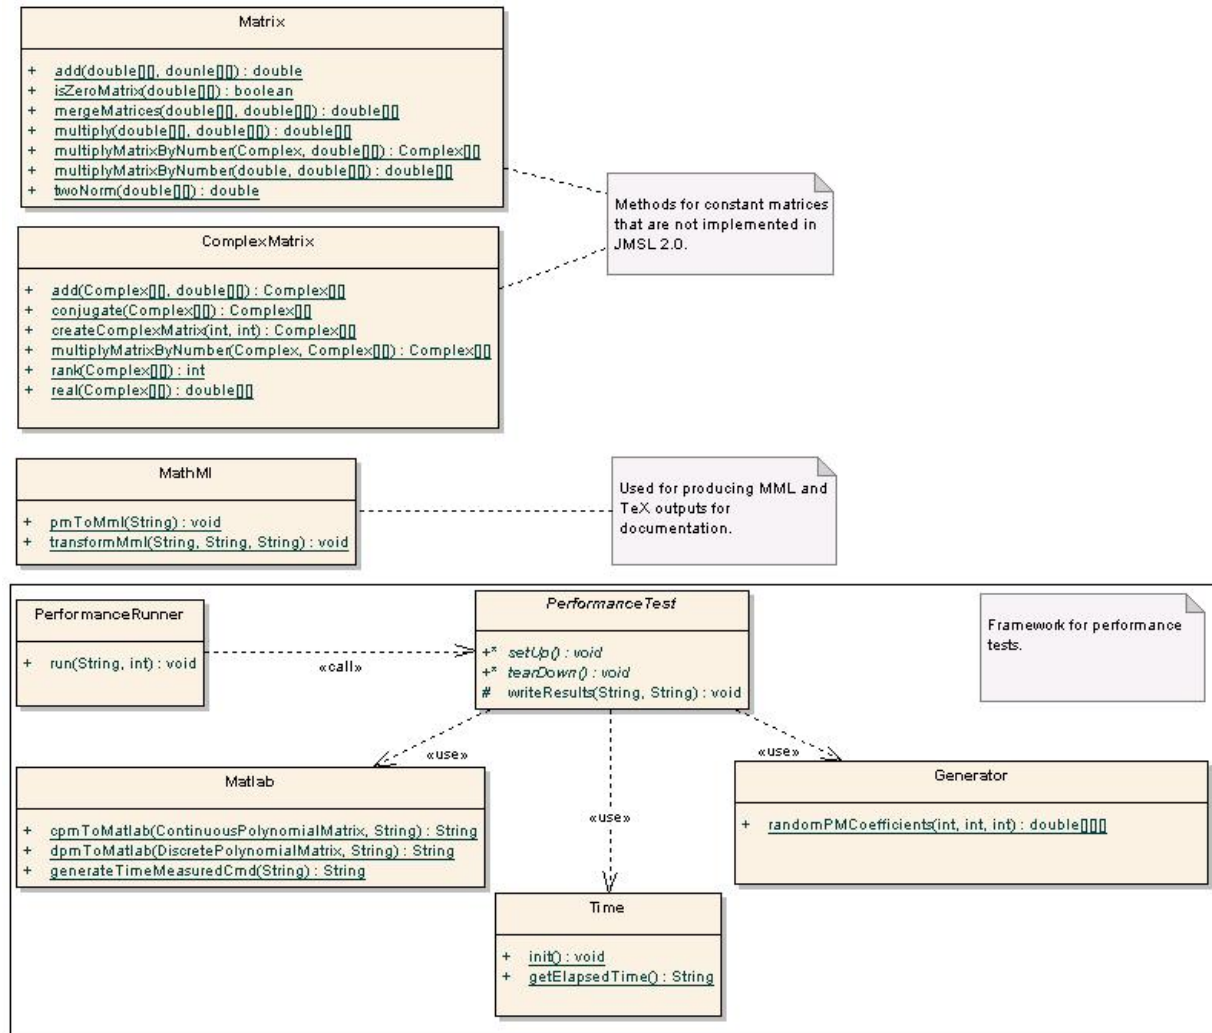 Matrix
+ add(double[][], dounle[][]) : double
+ isZeroMatrix(double[][]) : boolean
+ mergeMatrices(double[][], double[][]) : double[][]
+ multiply(double[][], double[][]) : double[][]
+ multiplyMatrixByNumber(Complex, double[][]) : Complex[][]
+ multiplyMatrixByNumber(double, double[][]) : double[][]
+ twoNorm(double[][]) : double
Methods for constant matrices
that are not implemented in
JMSL 2.0.
ComplexMatrix
+ add(Complex[][], double[][]) : Complex[][]
+ conjugate(Complex[][]) : Complex[][]
+ createComplexMatrix(int, int) : Complex[][]
+ multiplyMatrixByNumber(Complex, Complex[][]) : Complex[][]
+ rank(Complex[][]) : int
+ real(Complex[][]) : double[][]
MathMl
+ pmToMml(String) : void
+ transformMml(String, String, String) : void
Used for producing MML and
TeX outputs for
documentation.
PerformanceRunner
+ run(String, int) : void
«call»
PerformanceTest
+* setUp() : void
+* tearDown() : void
# writeResults(String, String) : void
Framework for performance
tests.
«use»
«use»
«use»
Matlab
+ cpmToMatlab(ContinuousPolynomialMatrix, String) : String
+ dpmToMatlab(DiscretePolynomialMatrix, String) : String
+ generateTimeMeasuredCmd(String) : String
Generator
+ randomPMCoefficients(int, int, int) : double[][][]
Time
+ init() : void
+ getElapsedTime() : String